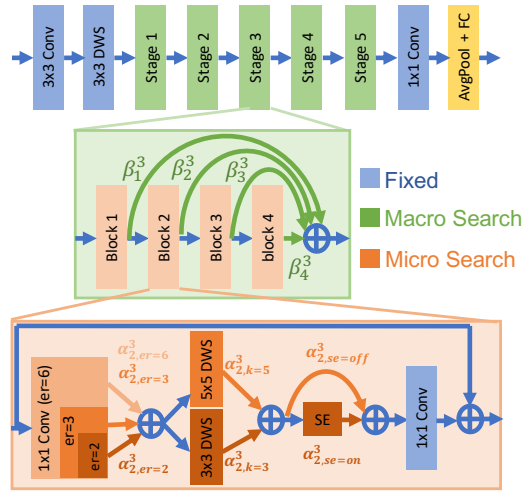 3x3 Conv
3x3 DWS
Stage 1
Stage 2
Stage 3
Stage 4
Stage 5
1x1 Conv
AvgPool + FC
β₁³
β₂³
β₃³
β₄³
Block 1
Block 2
Block 3
block 4
Fixed
Macro Search
Micro Search
1x1 Conv (er=6)
er=3
er=2
α³₂,er=6
α³₂,er=3
α³₂,er=2
5x5 DWS
3x3 DWS
α³₂,k=5
α³₂,k=3
α³₂,se=off
SE
α³₂,se=on
1x1 Conv